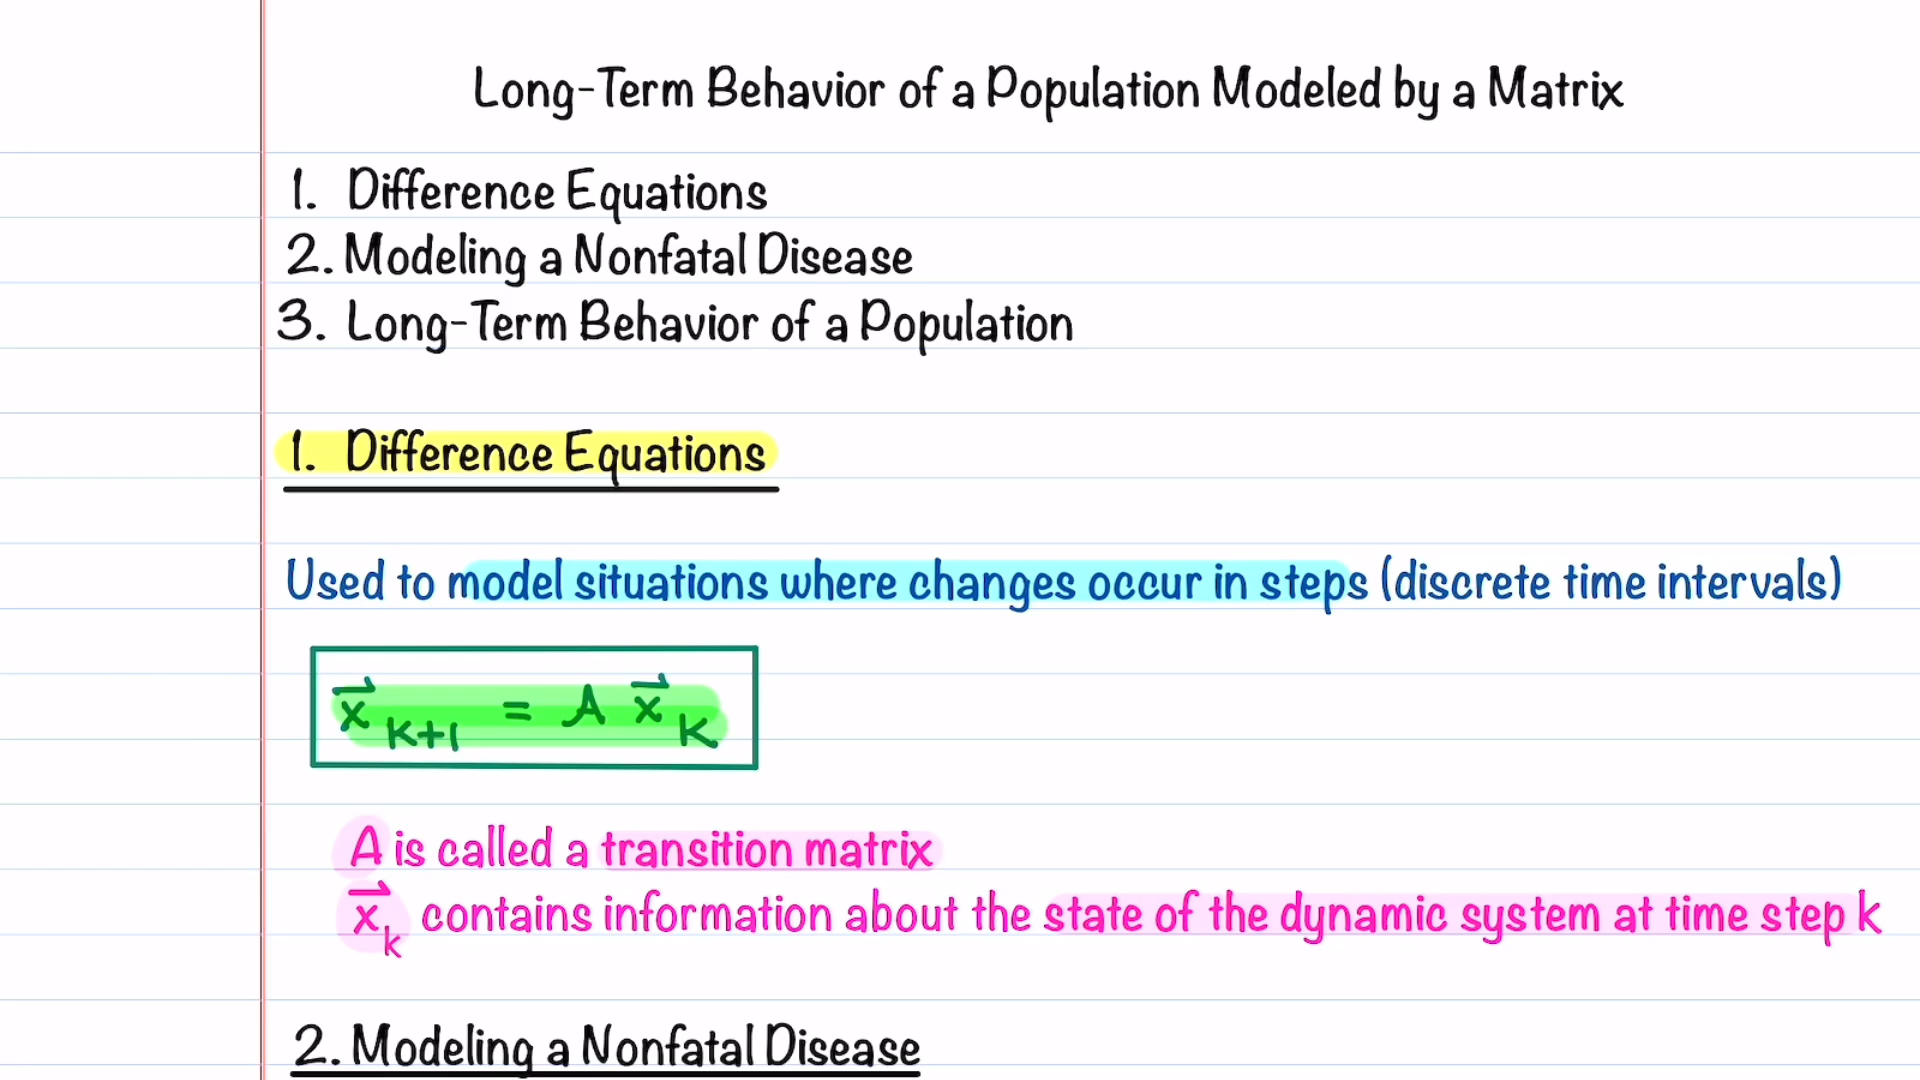 Long-Term Behavior of a Population Modeled by a Matrix
1. Difference Equations
2. Modeling a Nonfatal Disease
3. Long-Term Behavior of a Population
1. Difference Equations
Used to model situations where changes occur in steps (discrete time intervals)
x⃗ₖ₊₁ = A x⃗ₖ
A is called a transition matrix
x⃗ₖ contains information about the state of the dynamic system at time step k
2. Modeling a Nonfatal Disease